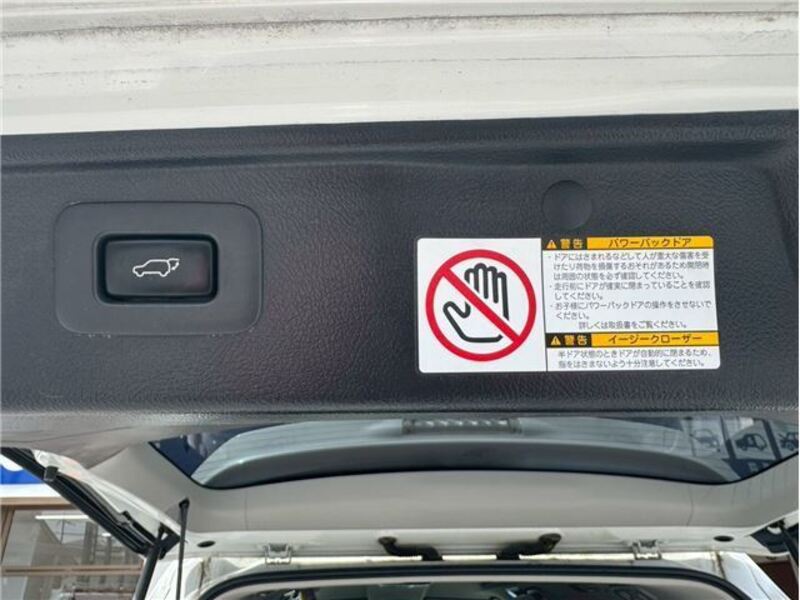 警告 パワーバックドア
・ドアにはさまれるなどして人が重大な傷害を受
けたり荷物を損傷するおそれがあるため開閉時
は周囲の状態を必ず確認してください。
・走行前にドアが確実に閉まっていることを確認
してください。
・お子様にパワーバックドアの操作をさせないで
ください。
詳しくは取扱書をご覧ください。
警告 イージークローザー
半ドア状態のときドアが自動的に閉まるため、
指をはさまないよう十分注意してください。